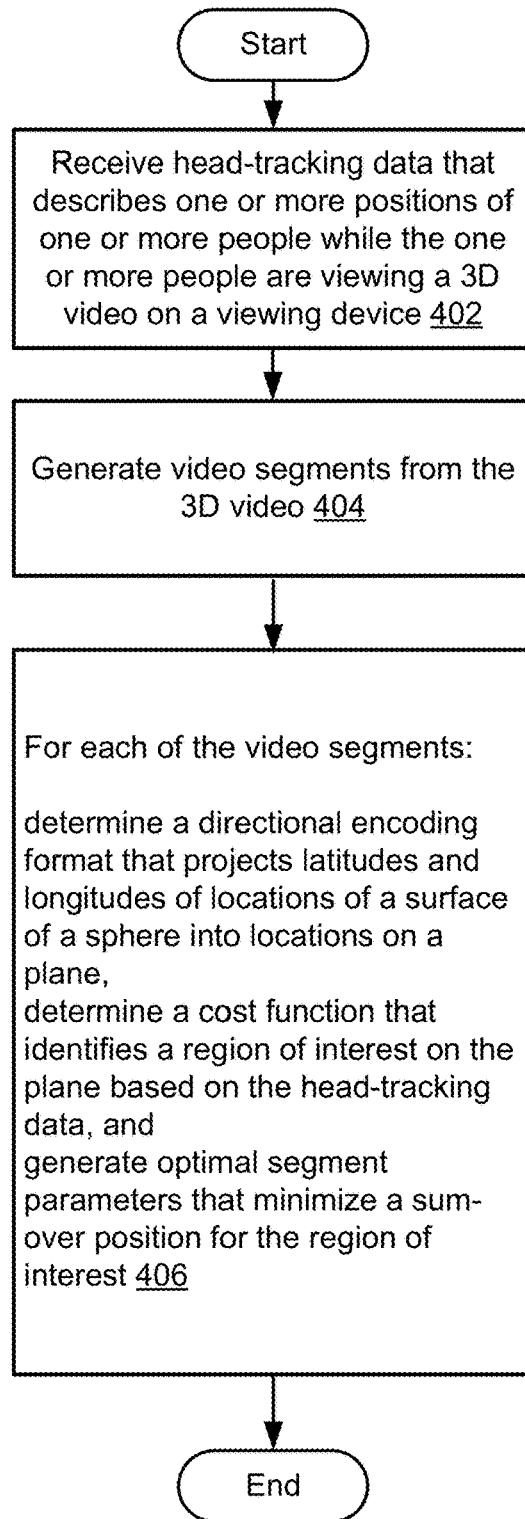 Start
Receive head-tracking data that
describes one or more positions of
one or more people while the one
or more people are viewing a 3D
video on a viewing device 402
Generate video segments from the
3D video 404
For each of the video segments:
determine a directional encoding
format that projects latitudes and
longitudes of locations of a surface
of a sphere into locations on a
plane,
determine a cost function that
identifies a region of interest on the
plane based on the head-tracking
data, and
generate optimal segment
parameters that minimize a sum-
over position for the region of
interest 406
End